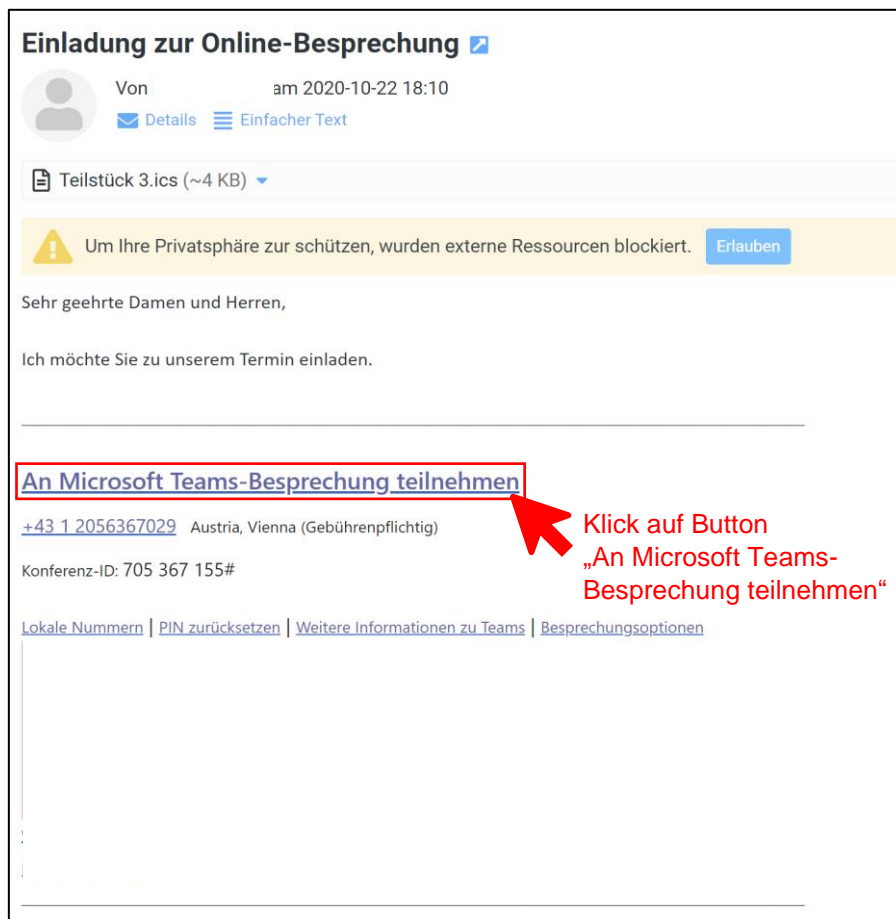 Einladung zur Online-Besprechung
Von am 2020-10-22 18:10
Details Einfacher Text
Teilstück 3.ics (~4 KB)
Um Ihre Privatsphäre zur schützen, wurden externe Ressourcen blockiert. Erlauben
Sehr geehrte Damen und Herren,
Ich möchte Sie zu unserem Termin einladen.
An Microsoft Teams-Besprechung teilnehmen
+43 1 2056367029 Austria, Vienna (Gebührenpflichtig)
Konferenz-ID: 705 367 155#
Klick auf Button
„An Microsoft Teams-
Besprechung teilnehmen“
Lokale Nummern | PIN zurücksetzen | Weitere Informationen zu Teams | Besprechungsoptionen